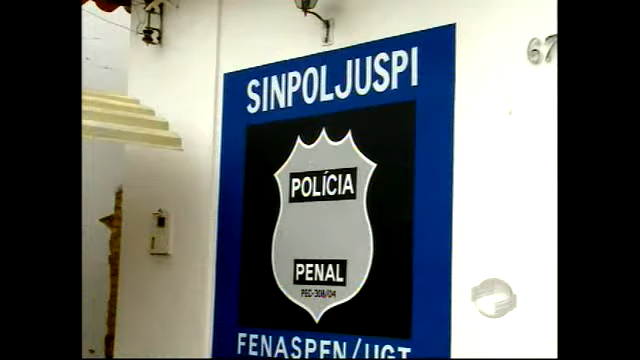 SINPOLJUSPI
67
POLÍCIA
PENAL
PEC-308/04
FENASPEN/UGT